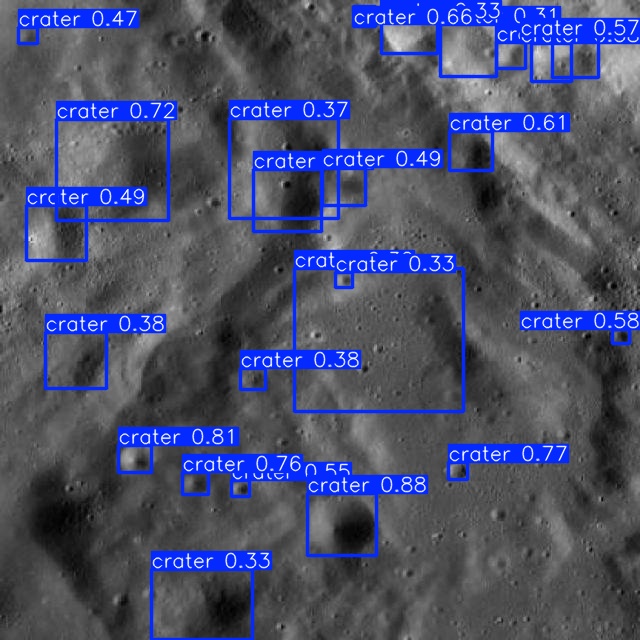 crater 0.47
crater 0.66
0.33
0.31
0.57
crater 0.72
crater 0.37
crater 0.61
crater
crater 0.49
crater 0.49
crater 0.33
crater 0.38
crater 0.58
crater 0.38
crater 0.81
crater 0.76
0.55
crater 0.77
crater 0.88
crater 0.33